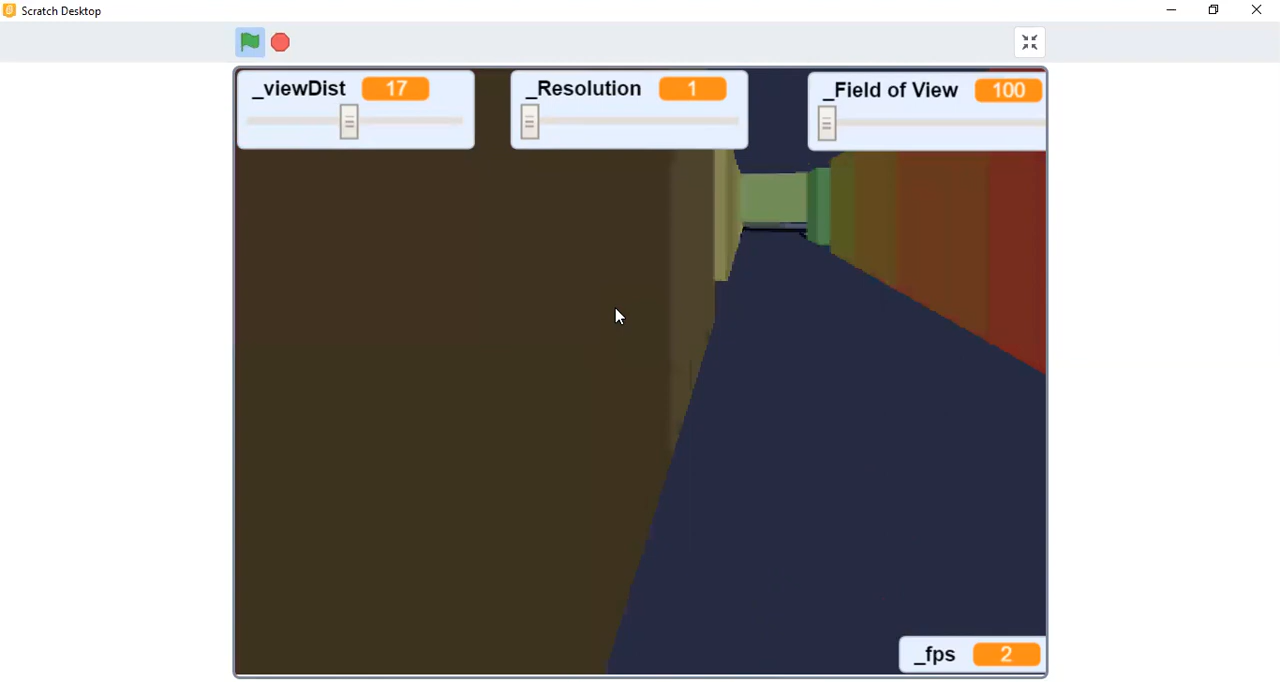 Scratch Desktop
_viewDist 17
_Resolution 1
_Field of View 100
_fps 2